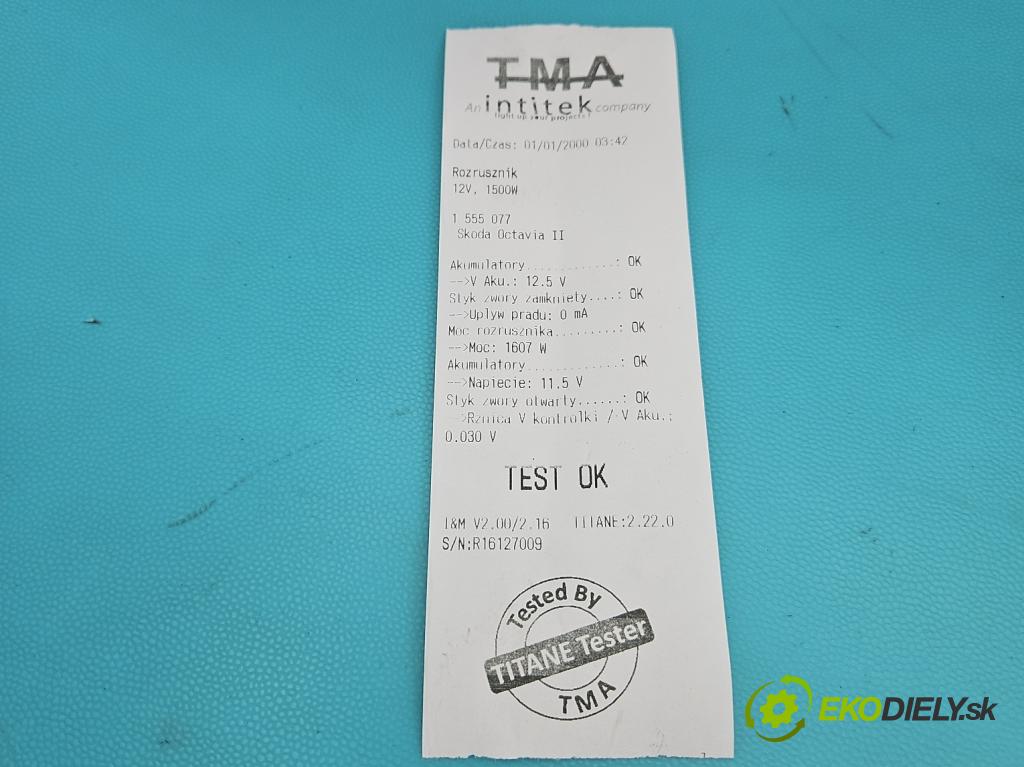 TMA
An intitek company
light up your projects!
Data/Czas: 01/01/2000 03:42
Rozrusznik
12V, 1500W
1 555 077
Skoda Octavia II
Akumulatory.............: OK
-->V Aku.: 12.5 V
Styk zwory zamkniety....: OK
-->Uplyw pradu: 0 mA
Moc rozrusznika.........: OK
-->Moc: 1607 W
Akumulatory.............: OK
-->Napiecie: 11.5 V
Styk zwory otwarty......: OK
-->Rznica V kontrolki / V Aku.:
0.030 V
TEST OK
I&M V2.00/2.16 TITANE:2.22.0
S/N:R16127009
Tested By
TITANE Tester
TMA
EKODIELY.sk